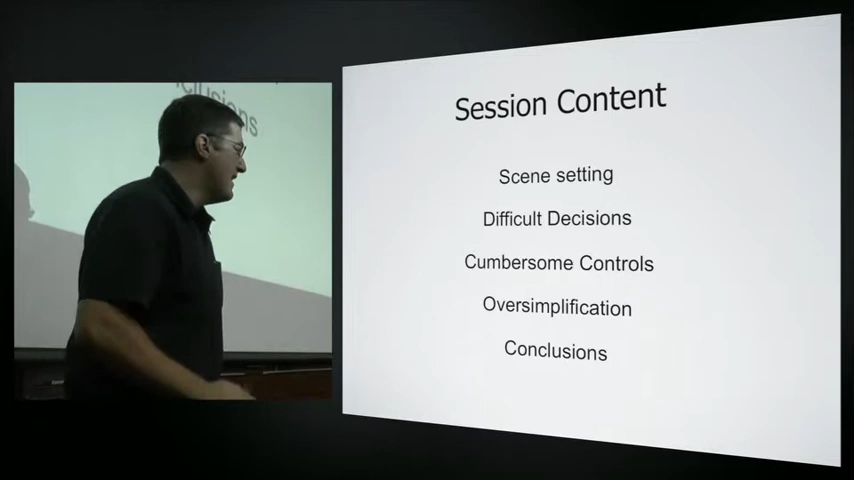 Session Content
Scene setting
Difficult Decisions
Cumbersome Controls
Oversimplification
Conclusions